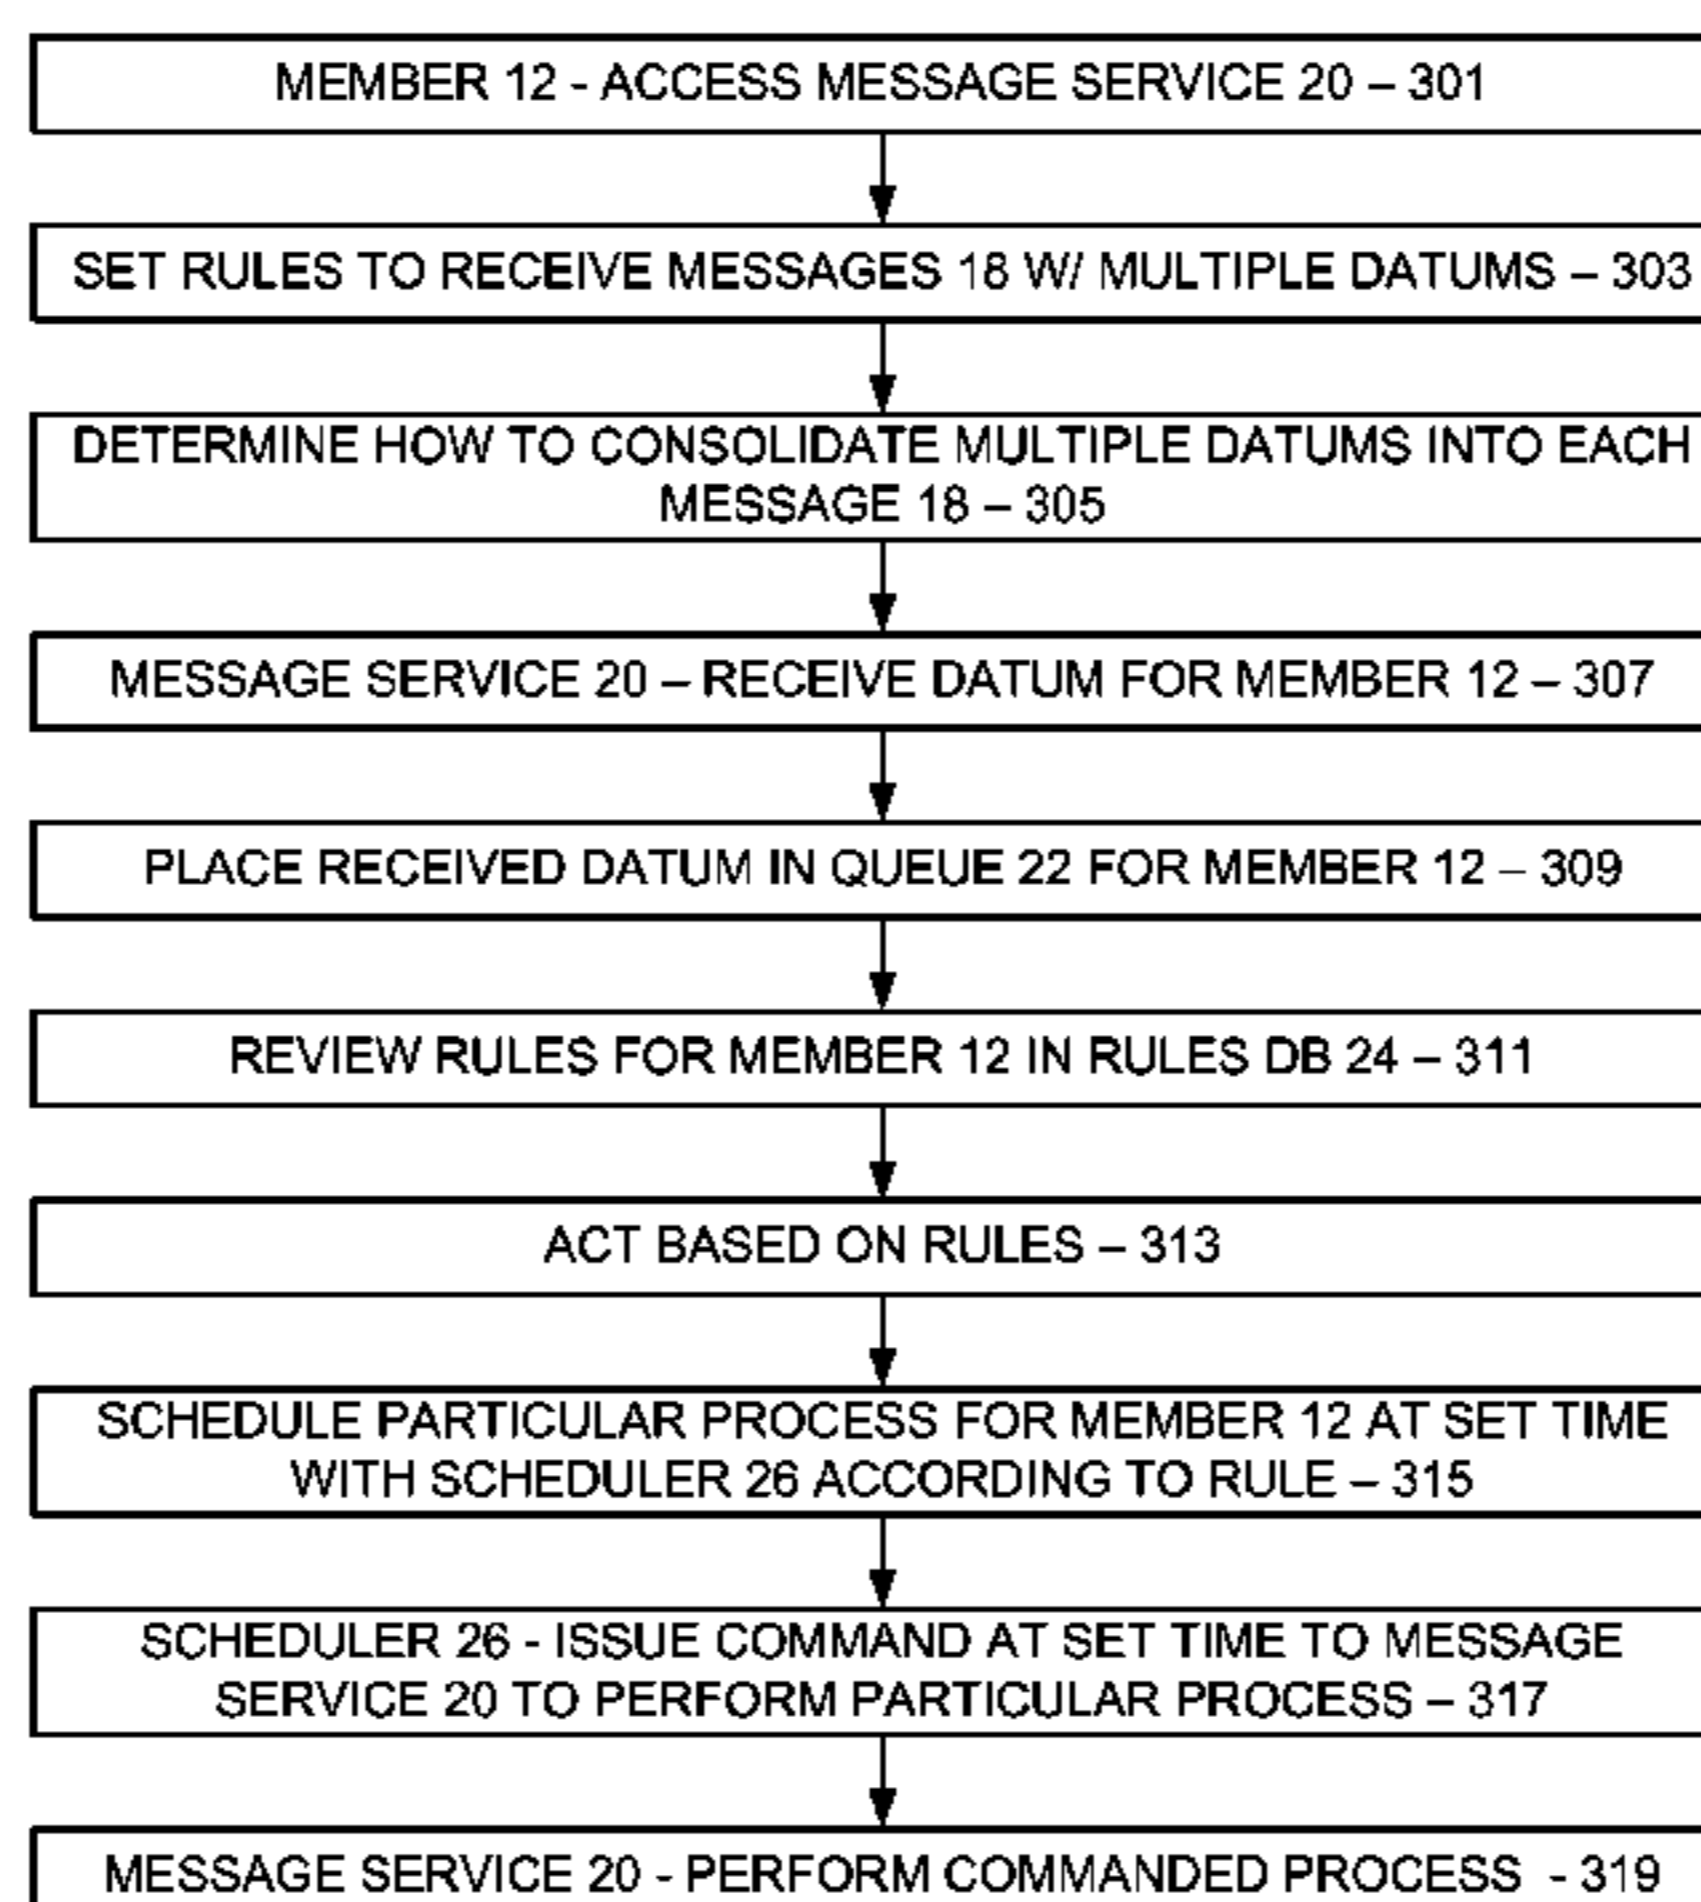 MEMBER 12 - ACCESS MESSAGE SERVICE 20 – 301
SET RULES TO RECEIVE MESSAGES 18 W/ MULTIPLE DATUMS – 303
DETERMINE HOW TO CONSOLIDATE MULTIPLE DATUMS INTO EACH
MESSAGE 18 – 305
MESSAGE SERVICE 20 – RECEIVE DATUM FOR MEMBER 12 – 307
PLACE RECEIVED DATUM IN QUEUE 22 FOR MEMBER 12 – 309
REVIEW RULES FOR MEMBER 12 IN RULES DB 24 – 311
ACT BASED ON RULES – 313
SCHEDULE PARTICULAR PROCESS FOR MEMBER 12 AT SET TIME
WITH SCHEDULER 26 ACCORDING TO RULE – 315
SCHEDULER 26 - ISSUE COMMAND AT SET TIME TO MESSAGE
SERVICE 20 TO PERFORM PARTICULAR PROCESS – 317
MESSAGE SERVICE 20 - PERFORM COMMANDED PROCESS - 319